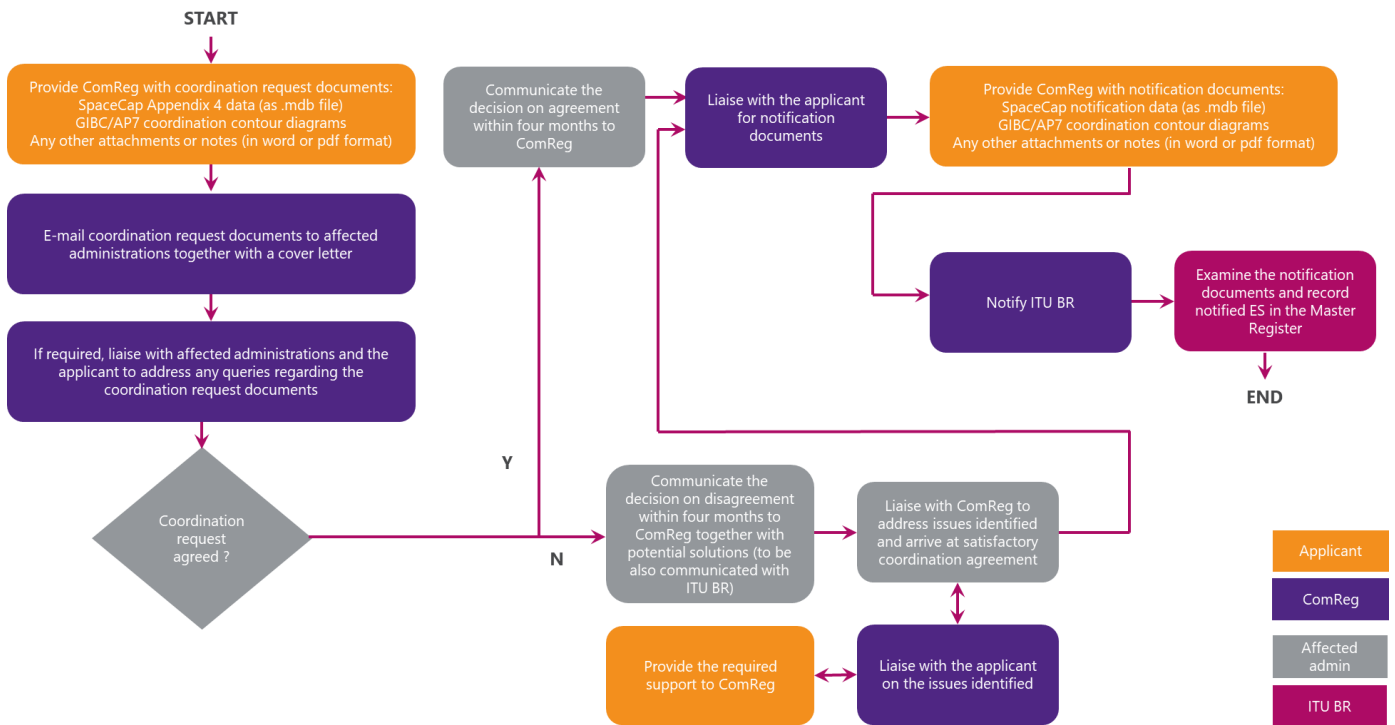 START
Provide ComReg with coordination request documents:
SpaceCap Appendix 4 data (as .mdb file)
GIBC/AP7 coordination contour diagrams
Any other attachments or notes (in word or pdf format)
E-mail coordination request documents to affected
administrations together with a cover letter
If required, liaise with affected administrations and the
applicant to address any queries regarding the
coordination request documents
Coordination
request
agreed ?
Y
N
Communicate the
decision on agreement
within four months to
ComReg
Communicate the
decision on disagreement
within four months to
ComReg together with
potential solutions (to be
also communicated with
ITU BR)
Liaise with ComReg to
address issues identified
and arrive at satisfactory
coordination agreement
Liaise with the applicant
on the issues identified
Provide the required
support to ComReg
Liaise with the applicant
for notification
documents
Provide ComReg with notification documents:
SpaceCap notification data (as .mdb file)
GIBC/AP7 coordination contour diagrams
Any other attachments or notes (in word or pdf format)
Notify ITU BR
Examine the notification
documents and record
notified ES in the Master
Register
END
Applicant
ComReg
Affected
admin
ITU BR